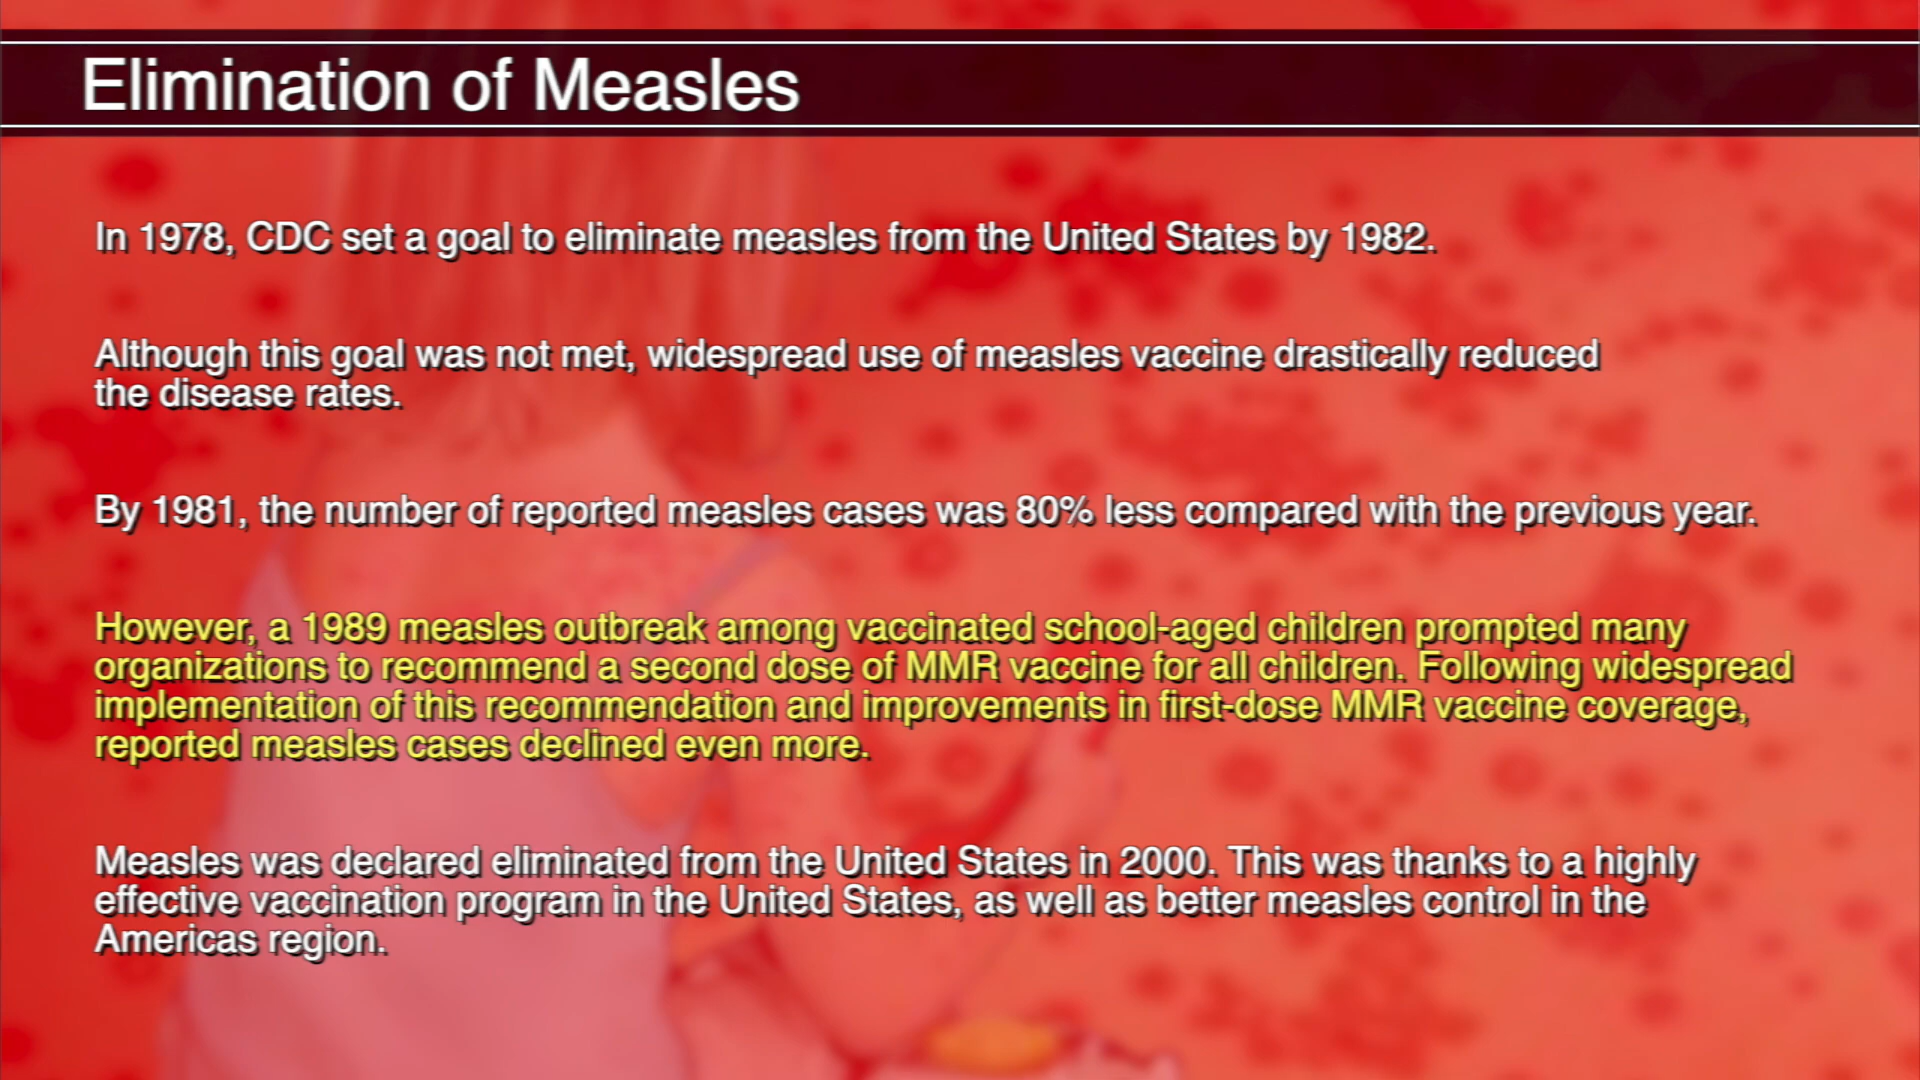 Elimination of Measles
In 1978, CDC set a goal to eliminate measles from the United States by 1982.
Although this goal was not met, widespread use of measles vaccine drastically reduced
the disease rates.
By 1981, the number of reported measles cases was 80% less compared with the previous year.
However, a 1989 measles outbreak among vaccinated school-aged children prompted many
organizations to recommend a second dose of MMR vaccine for all children. Following widespread
implementation of this recommendation and improvements in first-dose MMR vaccine coverage,
reported measles cases declined even more.
Measles was declared eliminated from the United States in 2000. This was thanks to a highly
effective vaccination program in the United States, as well as better measles control in the
Americas region.